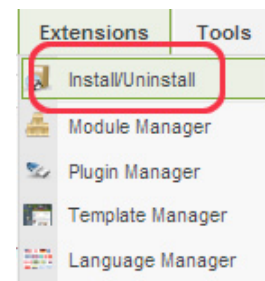 Extensions Tools
Install/Uninstall
Module Manager
Plugin Manager
Template Manager
Language Manager